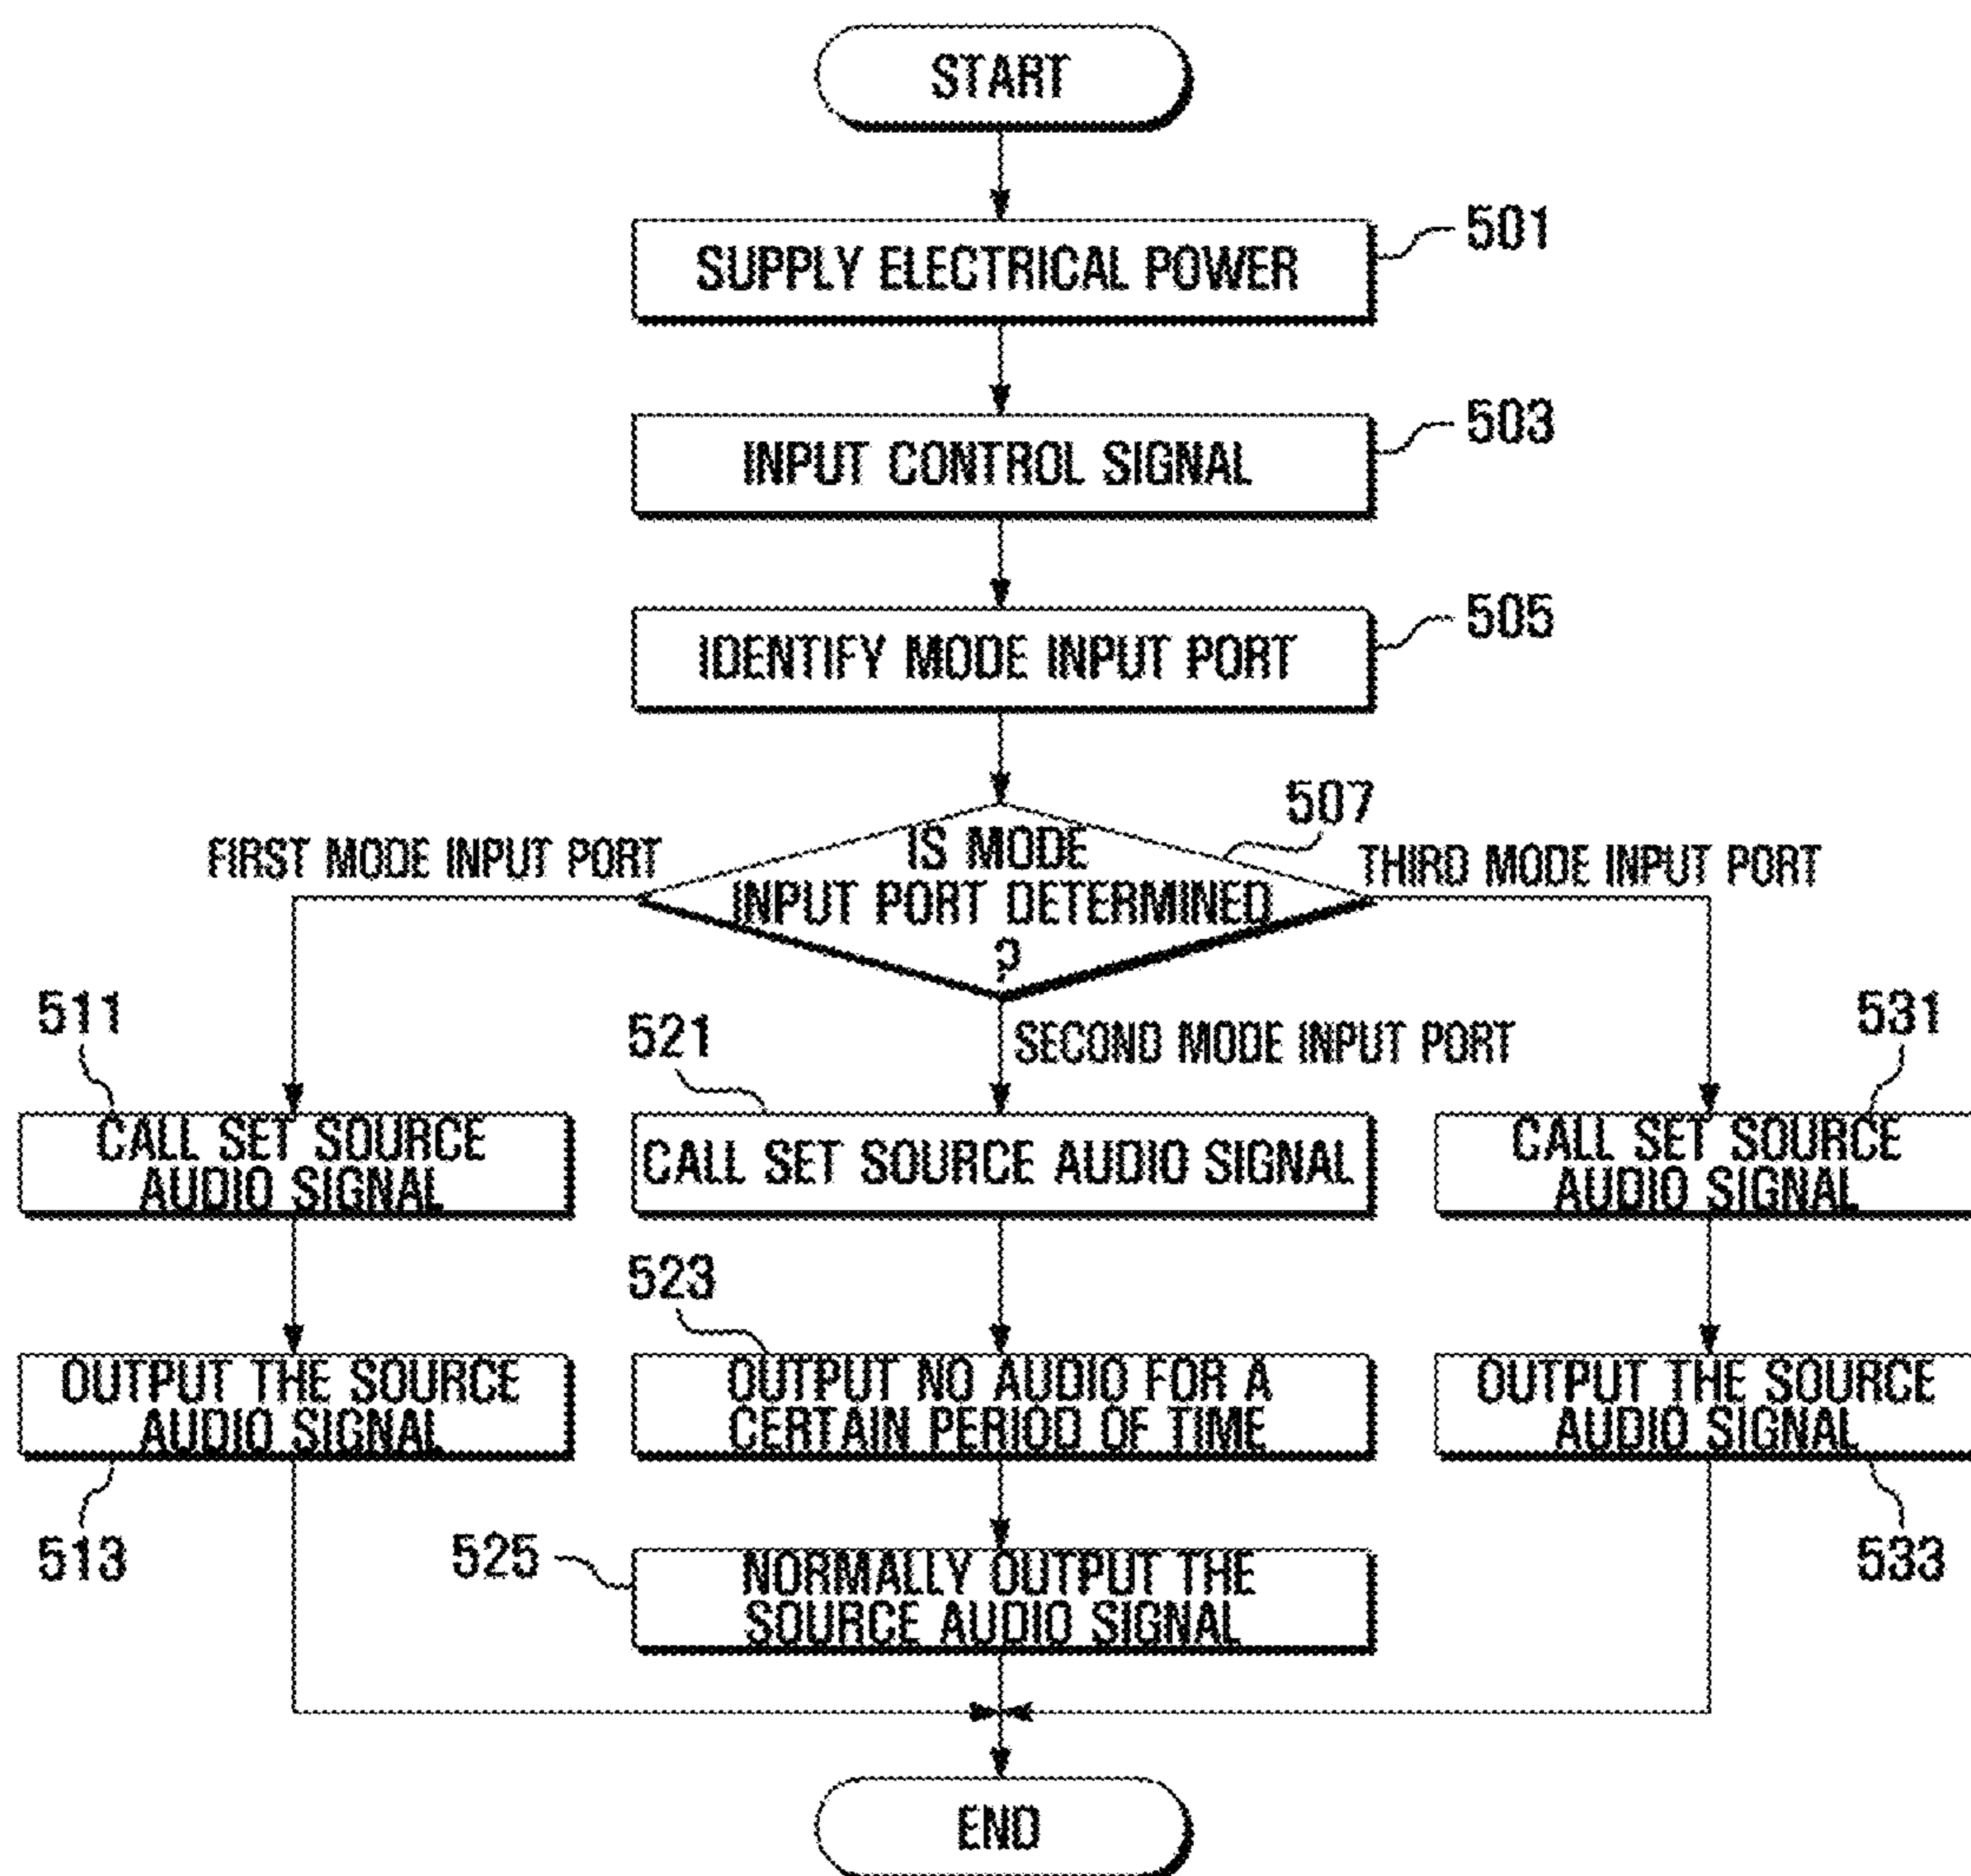 START
SUPPLY ELECTRICAL POWER
501
INPUT CONTROL SIGNAL
503
IDENTIFY MODE INPUT PORT
505
507
IS MODE
INPUT PORT DETERMINED
?
FIRST MODE INPUT PORT
THIRD MODE INPUT PORT
SECOND MODE INPUT PORT
511
CALL SET SOURCE
AUDIO SIGNAL
521
CALL SET SOURCE AUDIO SIGNAL
531
CALL SET SOURCE
AUDIO SIGNAL
OUTPUT THE SOURCE
AUDIO SIGNAL
513
523
OUTPUT NO AUDIO FOR A
CERTAIN PERIOD OF TIME
OUTPUT THE SOURCE
AUDIO SIGNAL
533
525
NORMALLY OUTPUT THE
SOURCE AUDIO SIGNAL
END